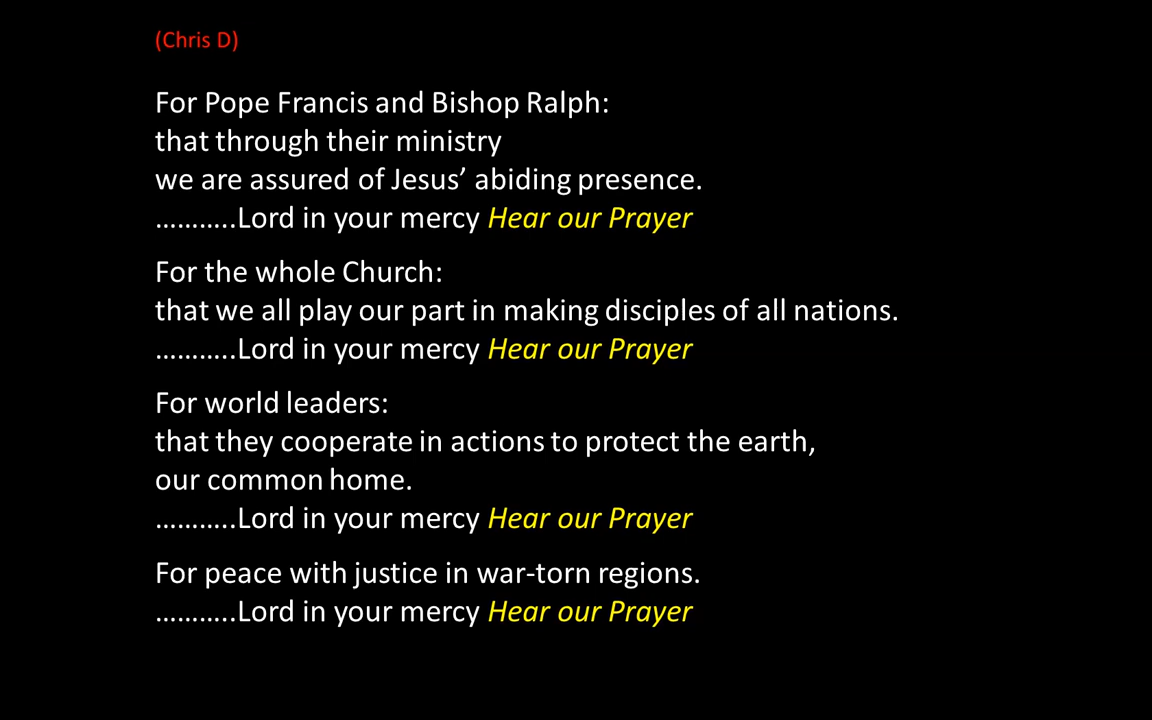 (Chris D)
For Pope Francis and Bishop Ralph:
that through their ministry
we are assured of Jesus’ abiding presence.
………..Lord in your mercy Hear our Prayer
For the whole Church:
that we all play our part in making disciples of all nations.
………..Lord in your mercy Hear our Prayer
For world leaders:
that they cooperate in actions to protect the earth,
our common home.
………..Lord in your mercy Hear our Prayer
For peace with justice in war-torn regions.
………..Lord in your mercy Hear our Prayer